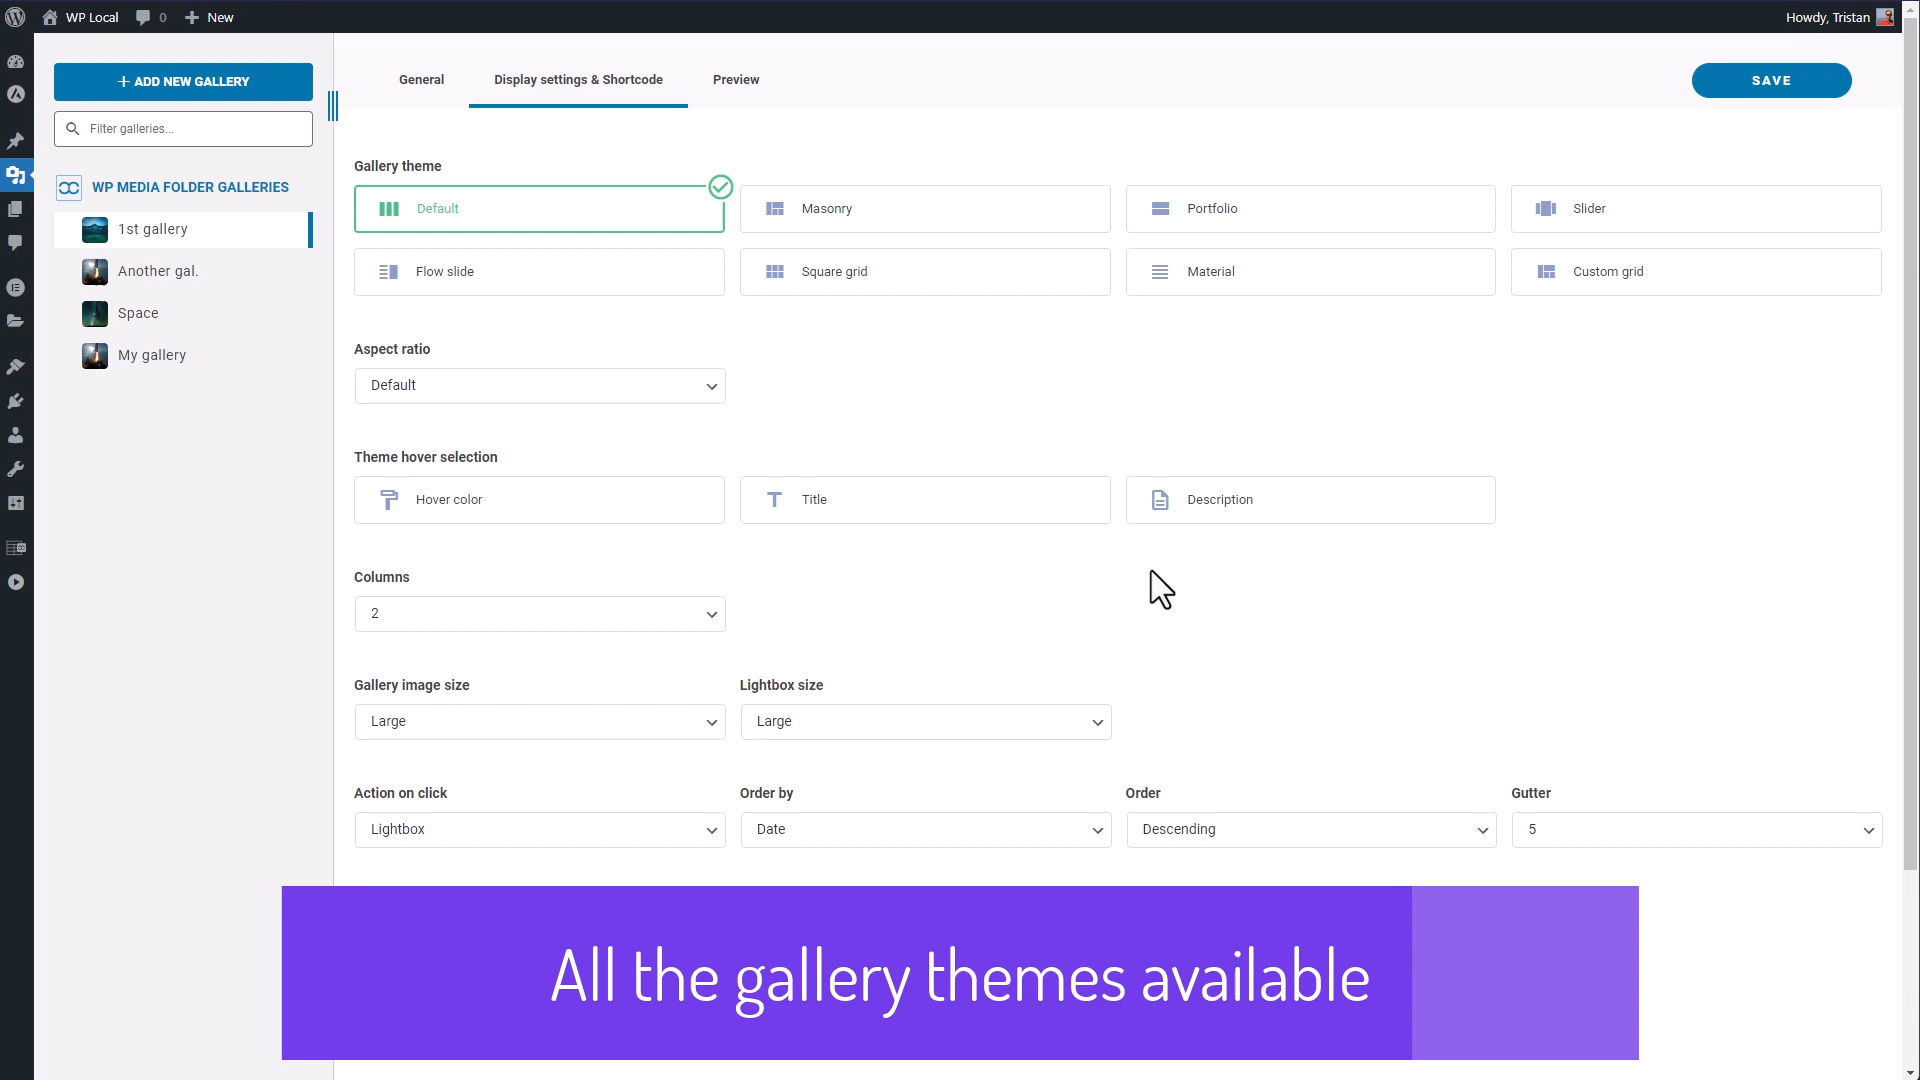 WP Local
0
New
Howdy, Tristan
ADD NEW GALLERY
Filter galleries...
WP MEDIA FOLDER GALLERIES
1st gallery
Another gal.
Space
My gallery
General
Display settings & Shortcode
Preview
SAVE
Gallery theme
Default
Masonry
Portfolio
Slider
Flow slide
Square grid
Material
Custom grid
Aspect ratio
Default
Theme hover selection
Hover color
Title
Description
Columns
2
Gallery image size
Lightbox size
Large
Large
Action on click
Order by
Order
Gutter
Lightbox
Date
Descending
5
All the gallery themes available